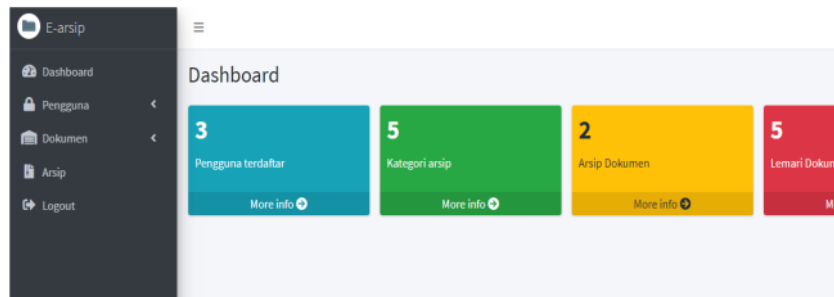 E-arsip
Dashboard
Pengguna
Dokumen
Arsip
Logout
Dashboard
3
Pengguna terdaftar
More info
5
Kategori arsip
More info
2
Arsip Dokumen
More info
5
Lemari